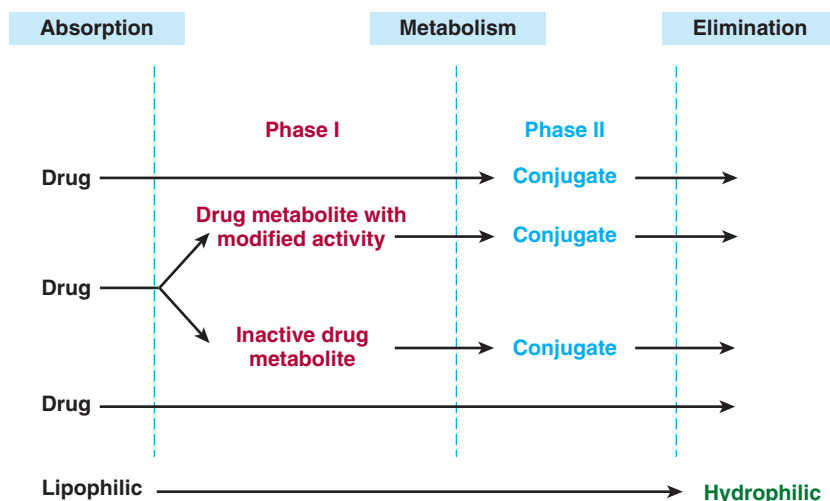 Absorption Metabolism Elimination
Phase I Phase II
Drug Conjugate
Drug metabolite with
modified activity Conjugate
Drug
Inactive drug
metabolite Conjugate
Drug
Lipophilic Hydrophilic